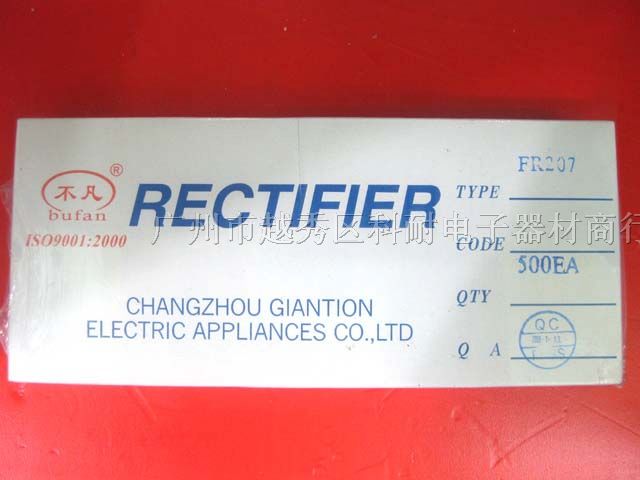 不凡 ®
bufan
ISO9001:2000
RECTIFIER
CHANGZHOU GIANTION
ELECTRIC APPLIANCES CO.,LTD
TYPE FR207
CODE
QTY 500EA
Q A
QC
广州市越秀区科耐电子器材商行